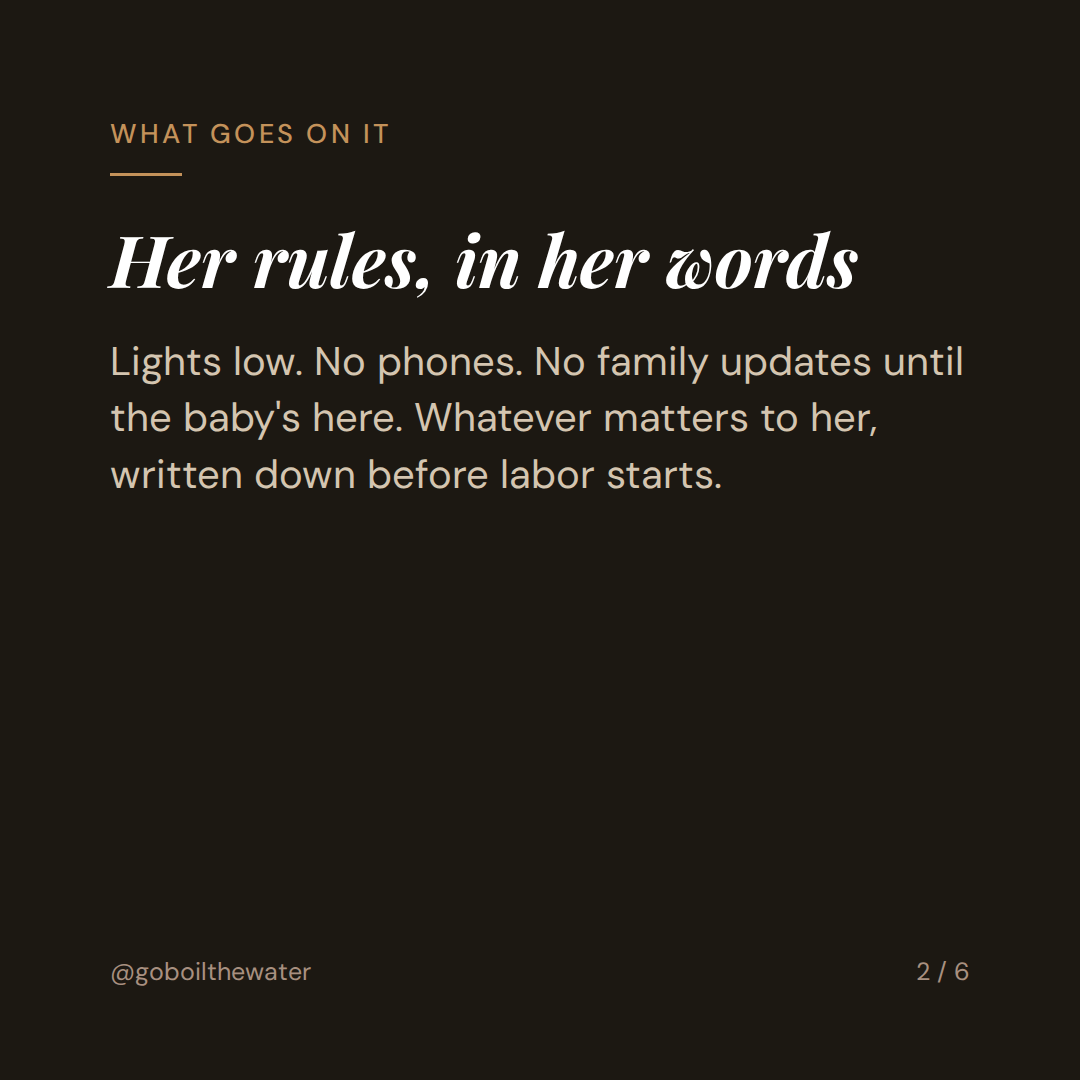 WHAT GOES ON IT
Her rules, in her words
Lights low. No phones. No family updates until
the baby's here. Whatever matters to her,
written down before labor starts.
@goboilthewater
2 / 6